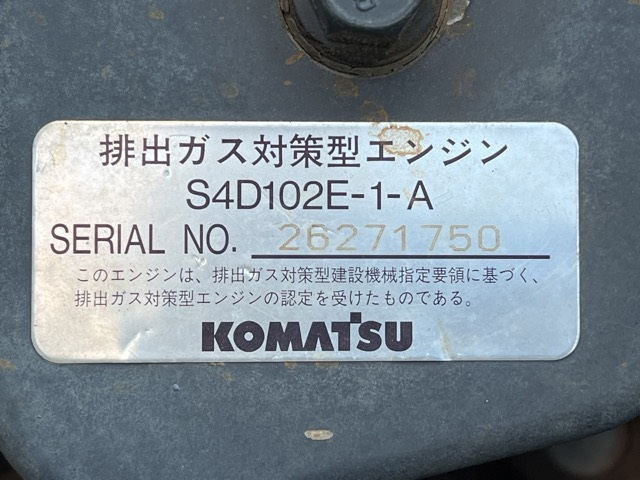 排出ガス対策型エンジン
S4D102E-1-A
SERIAL NO. 26271750
このエンジンは、排出ガス対策型建設機械指定要領に基づく、
排出ガス対策型エンジンの認定を受けたものである。
KOMATSU